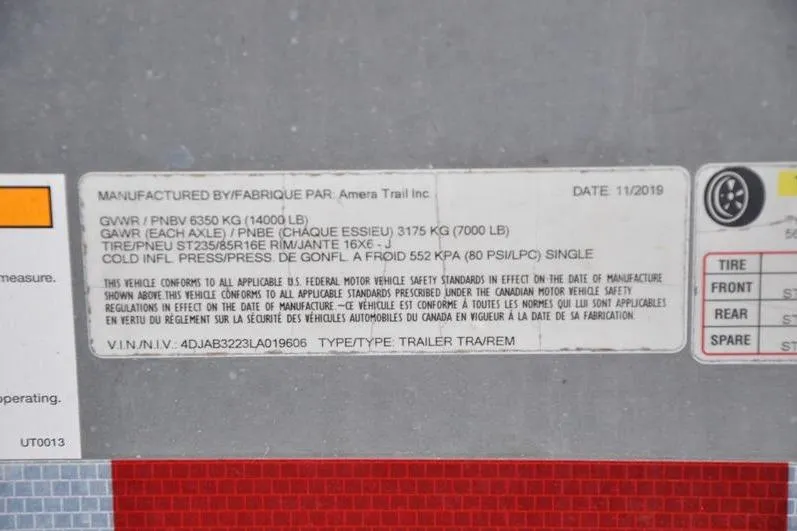 MANUFACTURED BY/FABRIQUE PAR: Amera Trail Inc DATE: 11/2019
GVWR / PNBV 6350 KG (14000 LB)
GAWR (EACH AXLE) / PNBE (CHAQUE ESSIEU) 3175 KG (7000 LB)
TIRE/PNEU ST235/85R16E RIM/JANTE 16X6 - J
COLD INFL. PRESS/PRESS. DE GONFL. A FROID 552 KPA (80 PSI/LPC) SINGLE
THIS VEHICLE CONFORMS TO ALL APPLICABLE U.S. FEDERAL MOTOR VEHICLE SAFETY STANDARDS IN EFFECT ON THE DATE OF MANUFACTURE
SHOWN ABOVE.THIS VEHICLE CONFORMS TO ALL APPLICABLE STANDARDS PRESCRIBED UNDER THE CANADIAN MOTOR VEHICLE SAFETY
REGULATIONS IN EFFECT ON THE DATE OF MANUFACTURE.—CE VÉHICULE EST CONFORME À TOUTES LES NORMES QUI LUI SONT APPLICABLES
EN VERTU DU RÉGLEMENT SUR LA SÉCURITÉ DES VÉHICULES AUTOMOBILES DU CANADA EN VIGUEUR À LA DATE DE SA FABRICATION.
V.I.N./N.I.V.: 4DJAB3223LA019606 TYPE/TYPE: TRAILER TRA/REM
measure.
operating.
UT0013
TIRE
FRONT ST
REAR ST
SPARE ST